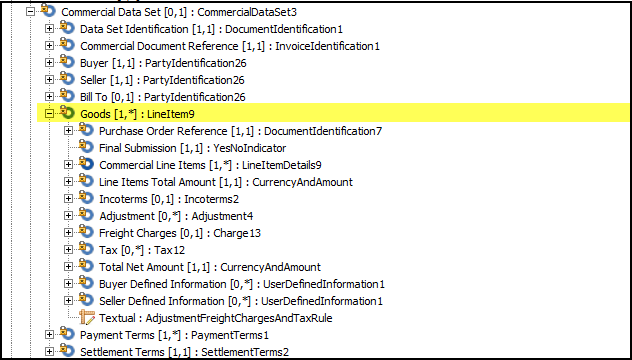 Commercial Data Set [0,1] : CommercialDataSet3
Data Set Identification [1,1] : DocumentIdentification1
Commercial Document Reference [1,1] : InvoiceIdentification1
Buyer [1,1] : PartyIdentification26
Seller [1,1] : PartyIdentification26
Bill To [0,1] : PartyIdentification26
Goods [1,*] : LineItem9
Purchase Order Reference [1,1] : DocumentIdentification7
Final Submission [1,1] : YesNoIndicator
Commercial Line Items [1,*] : LineItemDetails9
Line Items Total Amount [1,1] : CurrencyAndAmount
Incoterms [0,1] : Incoterms2
Adjustment [0,*] : Adjustment4
Freight Charges [0,1] : Charge13
Tax [0,*] : Tax12
Total Net Amount [1,1] : CurrencyAndAmount
Buyer Defined Information [0,*] : UserDefinedInformation1
Seller Defined Information [0,*] : UserDefinedInformation1
Textual : AdjustmentFreightChargesAndTaxRule
Payment Terms [1,*] : PaymentTerms1
Settlement Terms [1,1] : SettlementTerms2